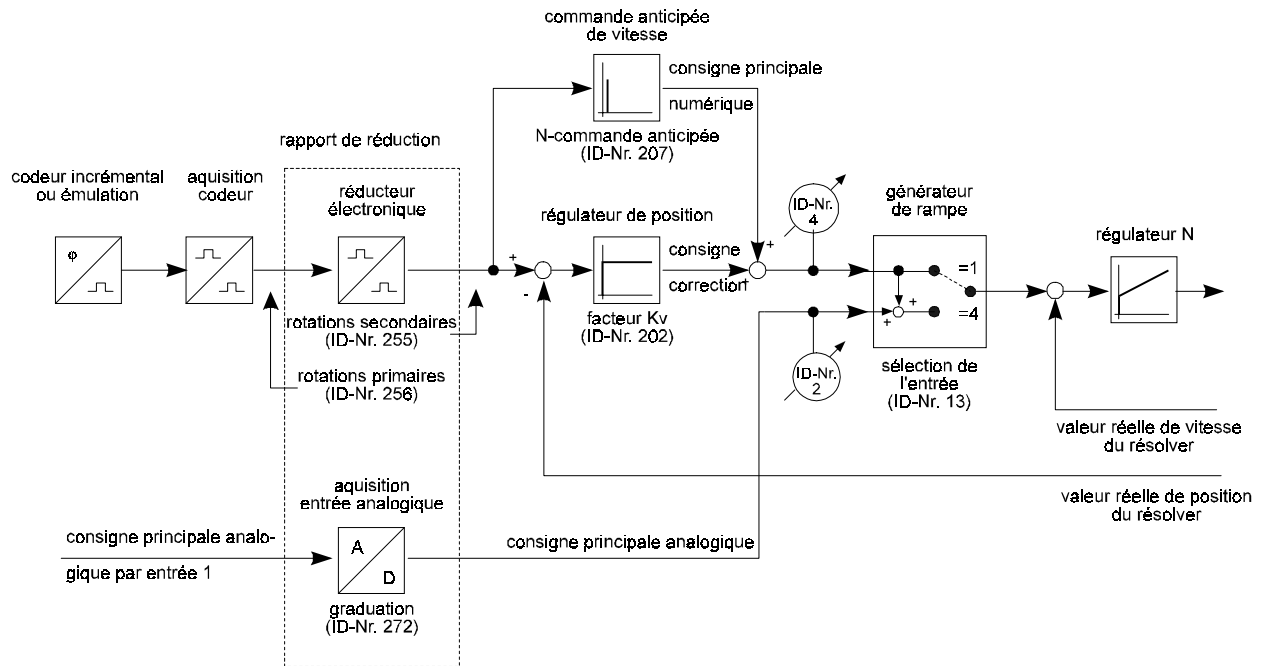 commande anticipée
de vitesse
consigne principale
numérique
N-commande anticipée
(ID-Nr. 207)
rapport de réduction
codeur incrémental
ou émulation
aquisition
codeur
réducteur
électronique
régulateur de position
ID-Nr.
4
générateur
de rampe
régulateur N
φ
+
-
consigne
correction
+
+
=1
+
+
=4
rotations secondaires
(ID-Nr. 255)
facteur Kv
(ID-Nr. 202)
rotations primaires
(ID-Nr. 256)
ID-Nr.
2
sélection de
l'entrée
(ID-Nr. 13)
valeur réelle de vitesse
du résolver
aquisition
entrée analogique
valeur réelle de position
du résolver
consigne principale analo-
gique par entrée 1
A
D
consigne principale analogique
graduation
(ID-Nr. 272)